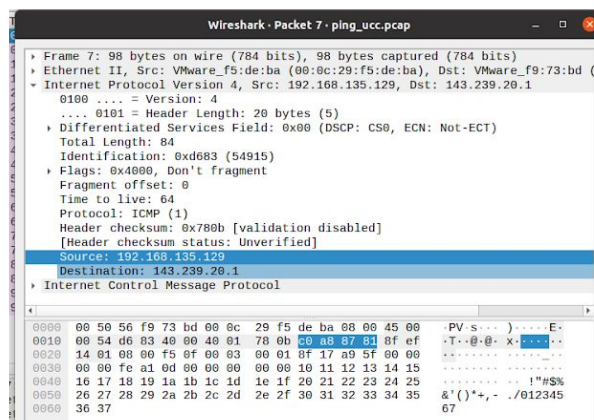 Wireshark · Packet 7 · ping_ucc.pcap
Frame 7: 98 bytes on wire (784 bits), 98 bytes captured (784 bits)
Ethernet II, Src: VMware_f5:de:ba (00:0c:29:f5:de:ba), Dst: VMware_f9:73:bd (
Internet Protocol Version 4, Src: 192.168.135.129, Dst: 143.239.20.1
0100 .... = Version: 4
.... 0101 = Header Length: 20 bytes (5)
Differentiated Services Field: 0x00 (DSCP: CS0, ECN: Not-ECT)
Total Length: 84
Identification: 0xd683 (54915)
Flags: 0x4000, Don't fragment
Fragment offset: 0
Time to live: 64
Protocol: ICMP (1)
Header checksum: 0x780b [validation disabled]
[Header checksum status: Unverified]
Source: 192.168.135.129
Destination: 143.239.20.1
Internet Control Message Protocol
0000 00 50 56 f9 73 bd 00 0c 29 f5 de ba 08 00 45 00 ·PV·s··· )·····E·
0010 00 54 d6 83 40 00 40 01 78 0b c0 a8 87 81 8f ef ·T··@·@· x·······
0020 14 01 08 00 f5 0f 00 03 00 01 8f 17 a9 5f 00 00 ········ ·····_··
0030 00 00 fe a1 0d 00 00 00 00 00 10 11 12 13 14 15 ········ ········
0040 16 17 18 19 1a 1b 1c 1d 1e 1f 20 21 22 23 24 25 ········ ·· !"#$%
0050 26 27 28 29 2a 2b 2c 2d 2e 2f 30 31 32 33 34 35 &'()*+,- ./012345
0060 36 37 67